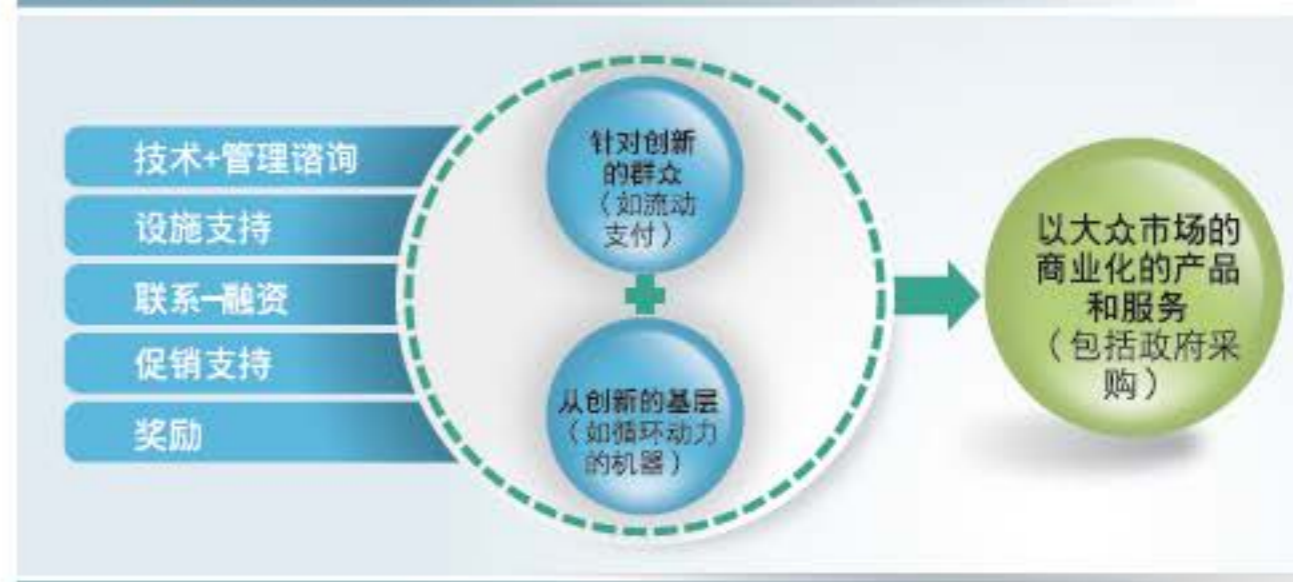 技术+管理谘询
设施支持
联系–融资
促销支持
奖励
针对创新
的群众
（如流动
支付）
从创新的基层
（如循环动力
的机器）
以大众市场的
商业化的产品
和服务
（包括政府采
购）